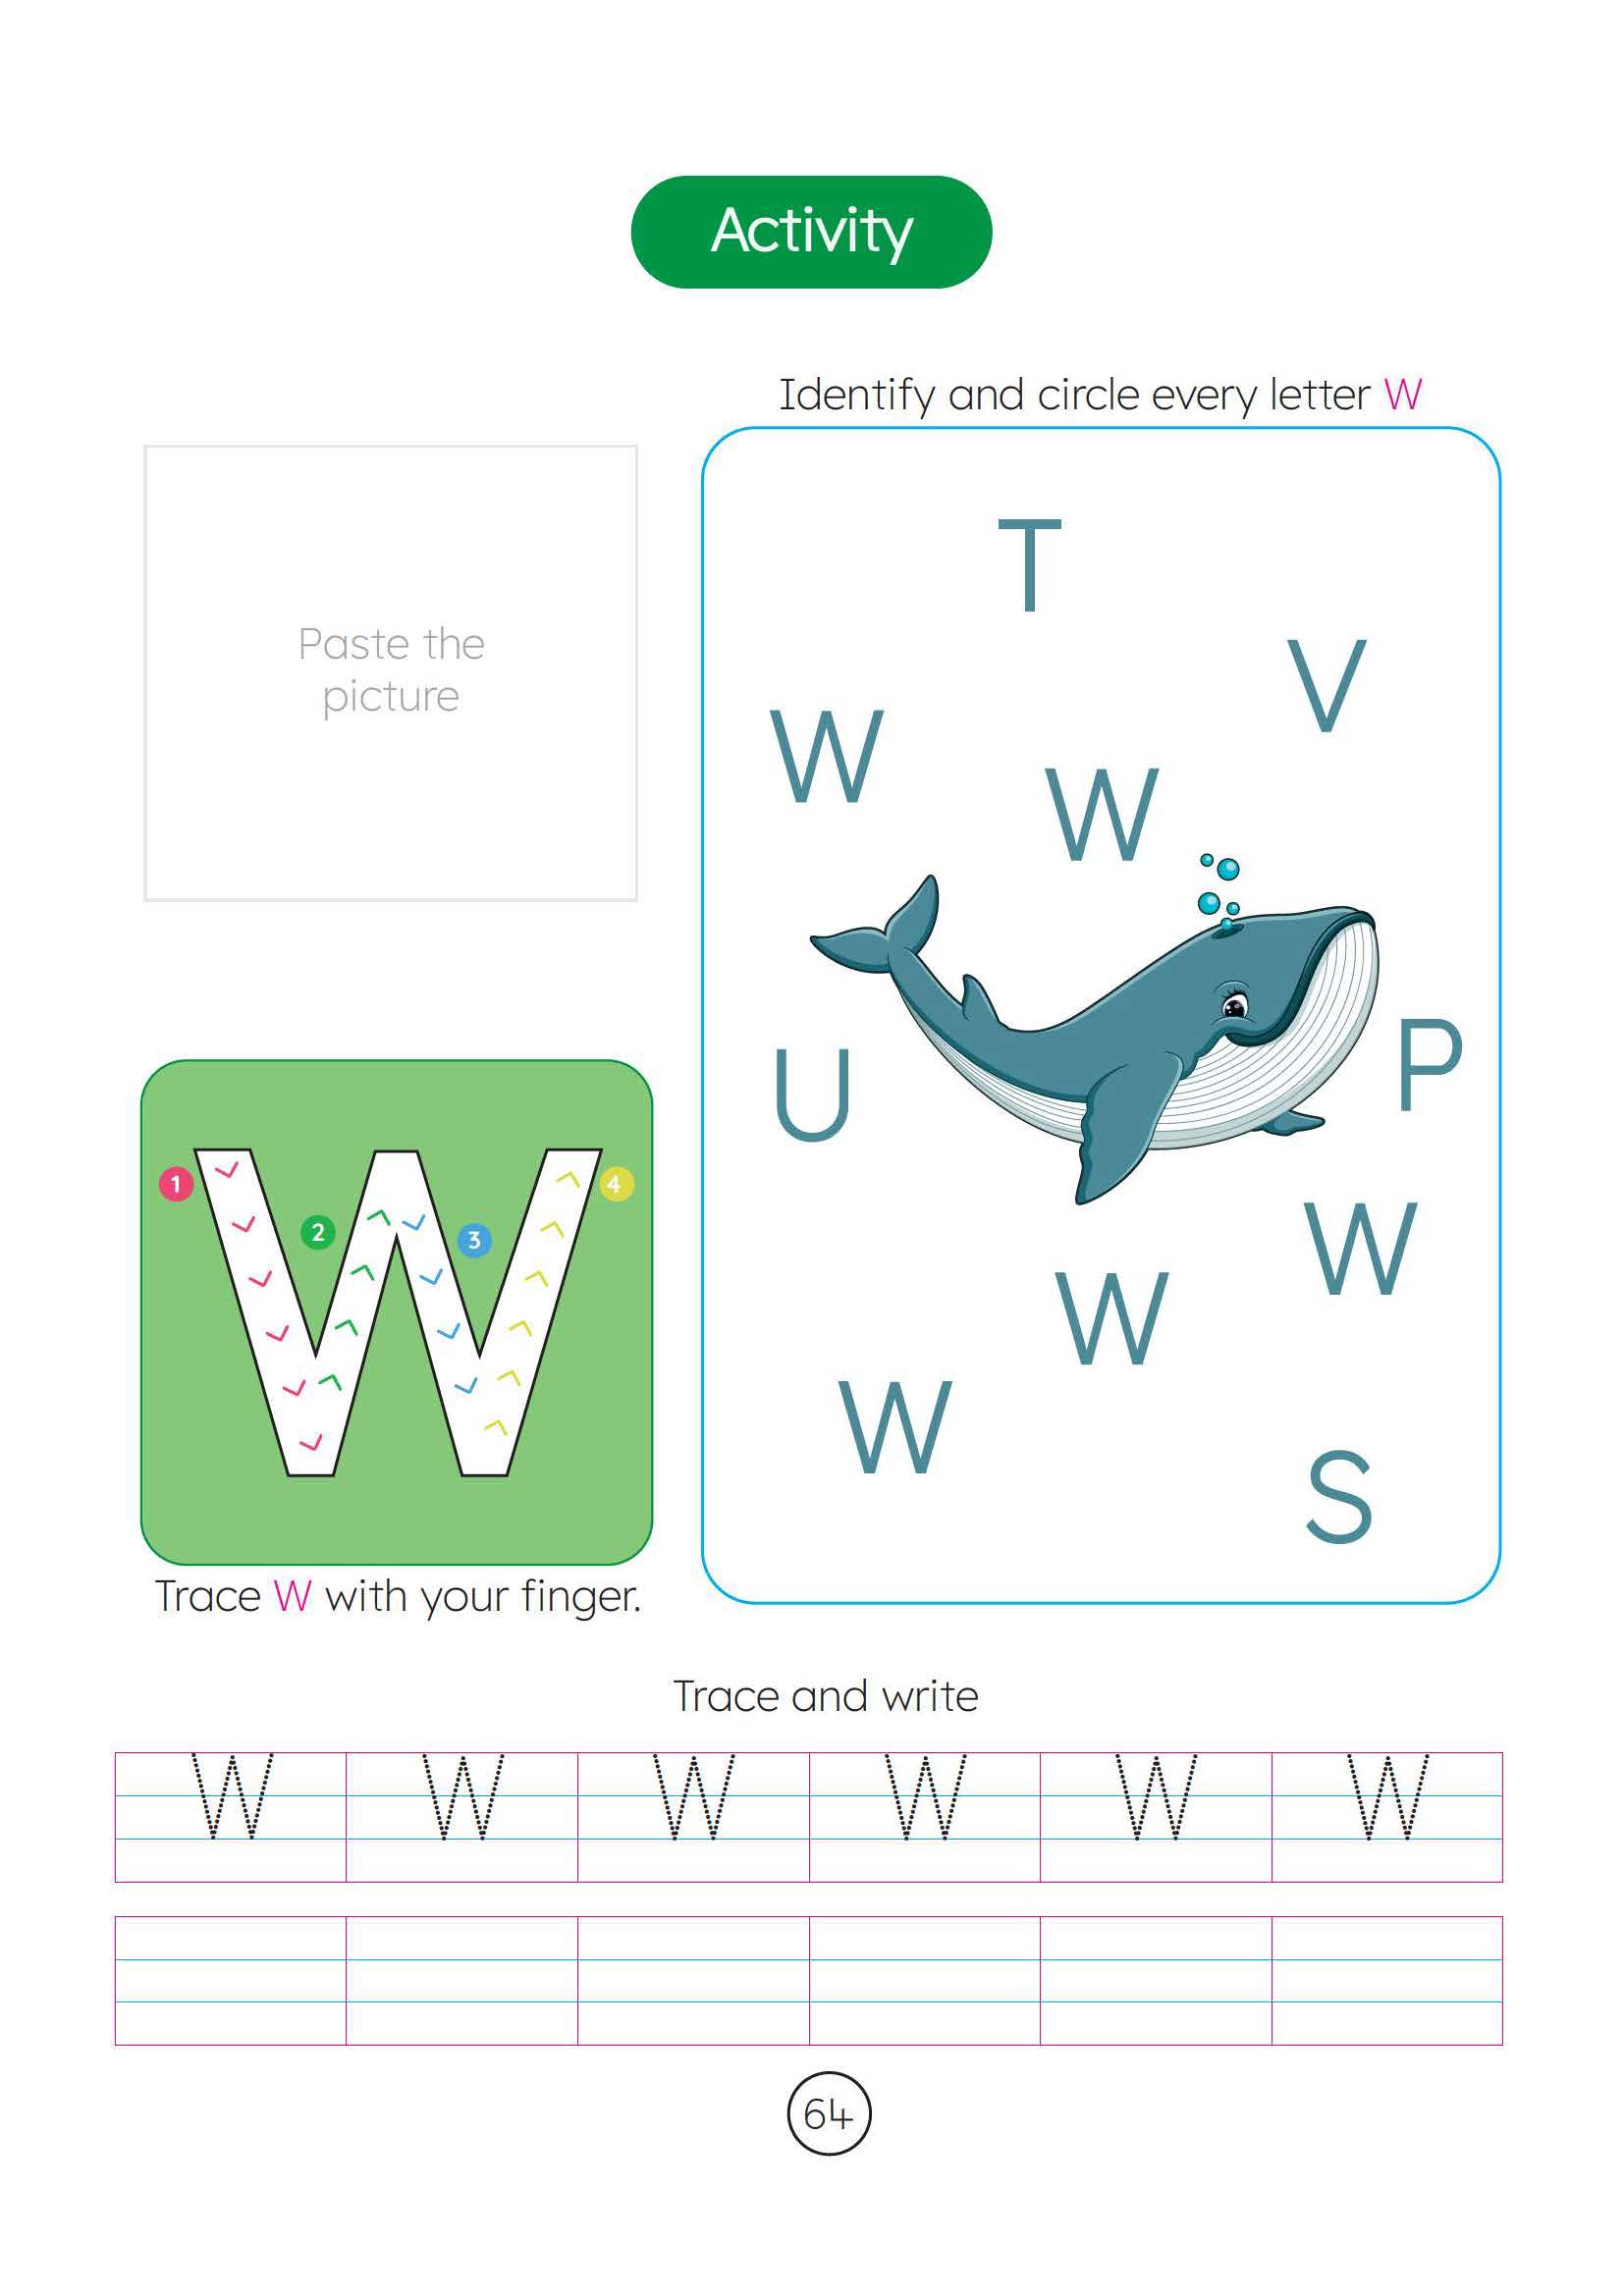 Activity
Identify and circle every letter W
Paste the
picture
T
V
W
W
U
P
W
W
W
S
1
2
3
4
W
Trace W with your finger.
Trace and write
W W W W W W
64